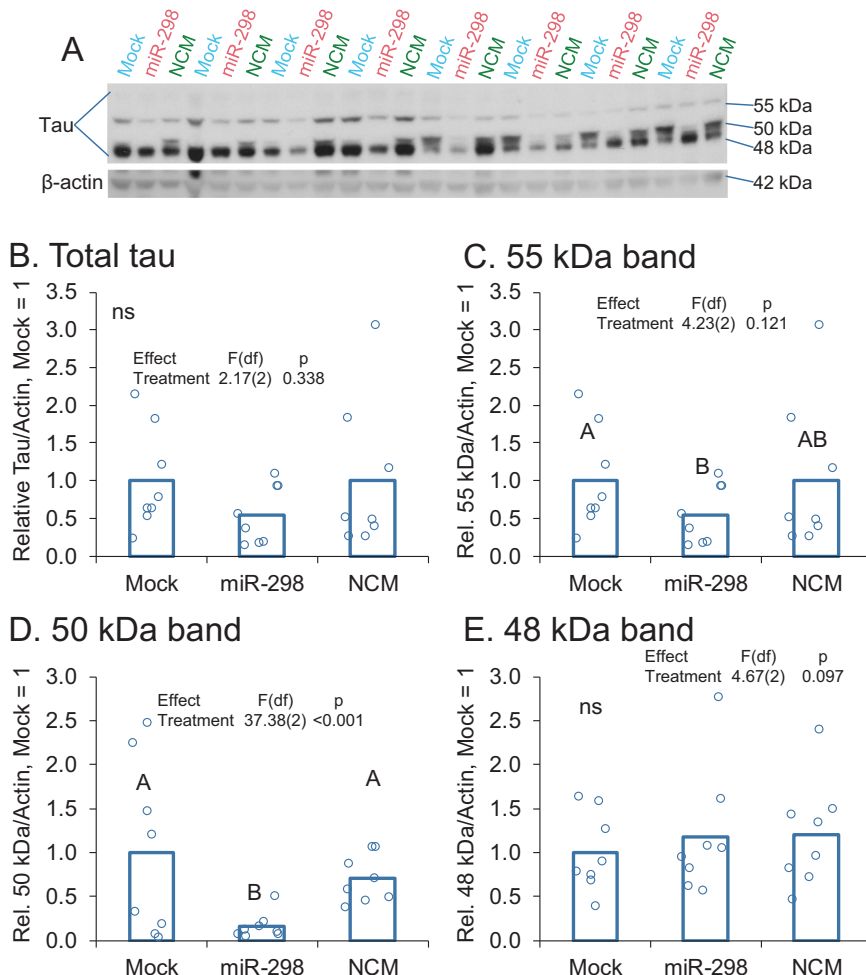 A
Mock miR-298 NCM Mock miR-298 NCM Mock miR-298 NCM Mock miR-298 NCM Mock miR-298 NCM Mock miR-298 NCM Mock miR-298 NCM Mock miR-298 NCM
Tau
55 kDa
50 kDa
48 kDa
β-actin
42 kDa
B. Total tau
Relative Tau/Actin, Mock = 1
3.5
3.0
2.5
2.0
1.5
1.0
0.5
0.0
ns
Effect F(df) p
Treatment 2.17(2) 0.338
Mock miR-298 NCM
C. 55 kDa band
Rel. 55 kDa/Actin, Mock = 1
3.5
3.0
2.5
2.0
1.5
1.0
0.5
0.0
Effect F(df) p
Treatment 4.23(2) 0.121
A B AB
Mock miR-298 NCM
D. 50 kDa band
Rel. 50 kDa/Actin, Mock = 1
3.0
2.5
2.0
1.5
1.0
0.5
0.0
Effect F(df) p
Treatment 37.38(2) <0.001
A B A
Mock miR-298 NCM
E. 48 kDa band
Rel. 48 kDa/Actin, Mock = 1
3.0
2.5
2.0
1.5
1.0
0.5
0.0
Effect F(df) p
Treatment 4.67(2) 0.097
ns
Mock miR-298 NCM